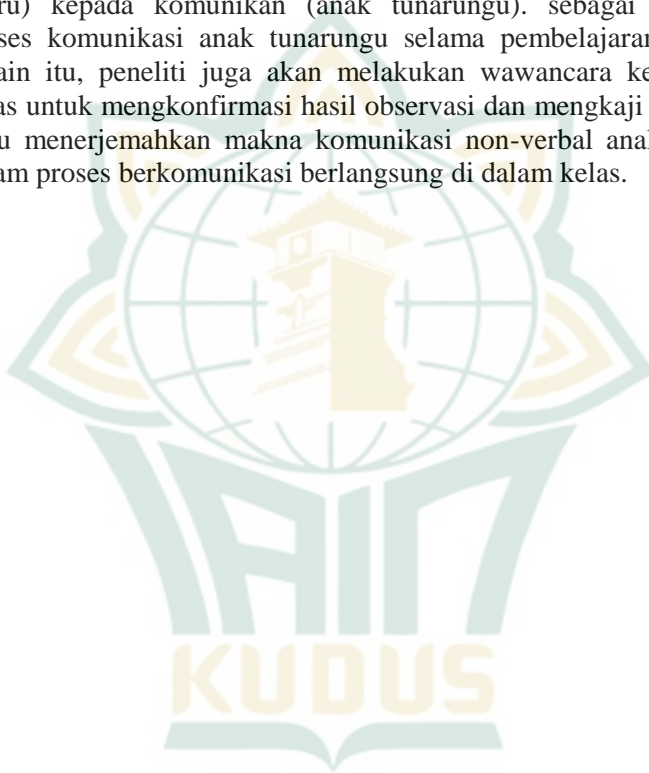 ru) kepada komunikan (anak tunarungu). sebagai
ses komunikasi anak tunarungu selama pembelajaran
ain itu, peneliti juga akan melakukan wawancara ke
as untuk mengkonfirmasi hasil observasi dan mengkaji
u menerjemahkan makna komunikasi non-verbal anal
am proses berkomunikasi berlangsung di dalam kelas.
IAIN
KUDUS